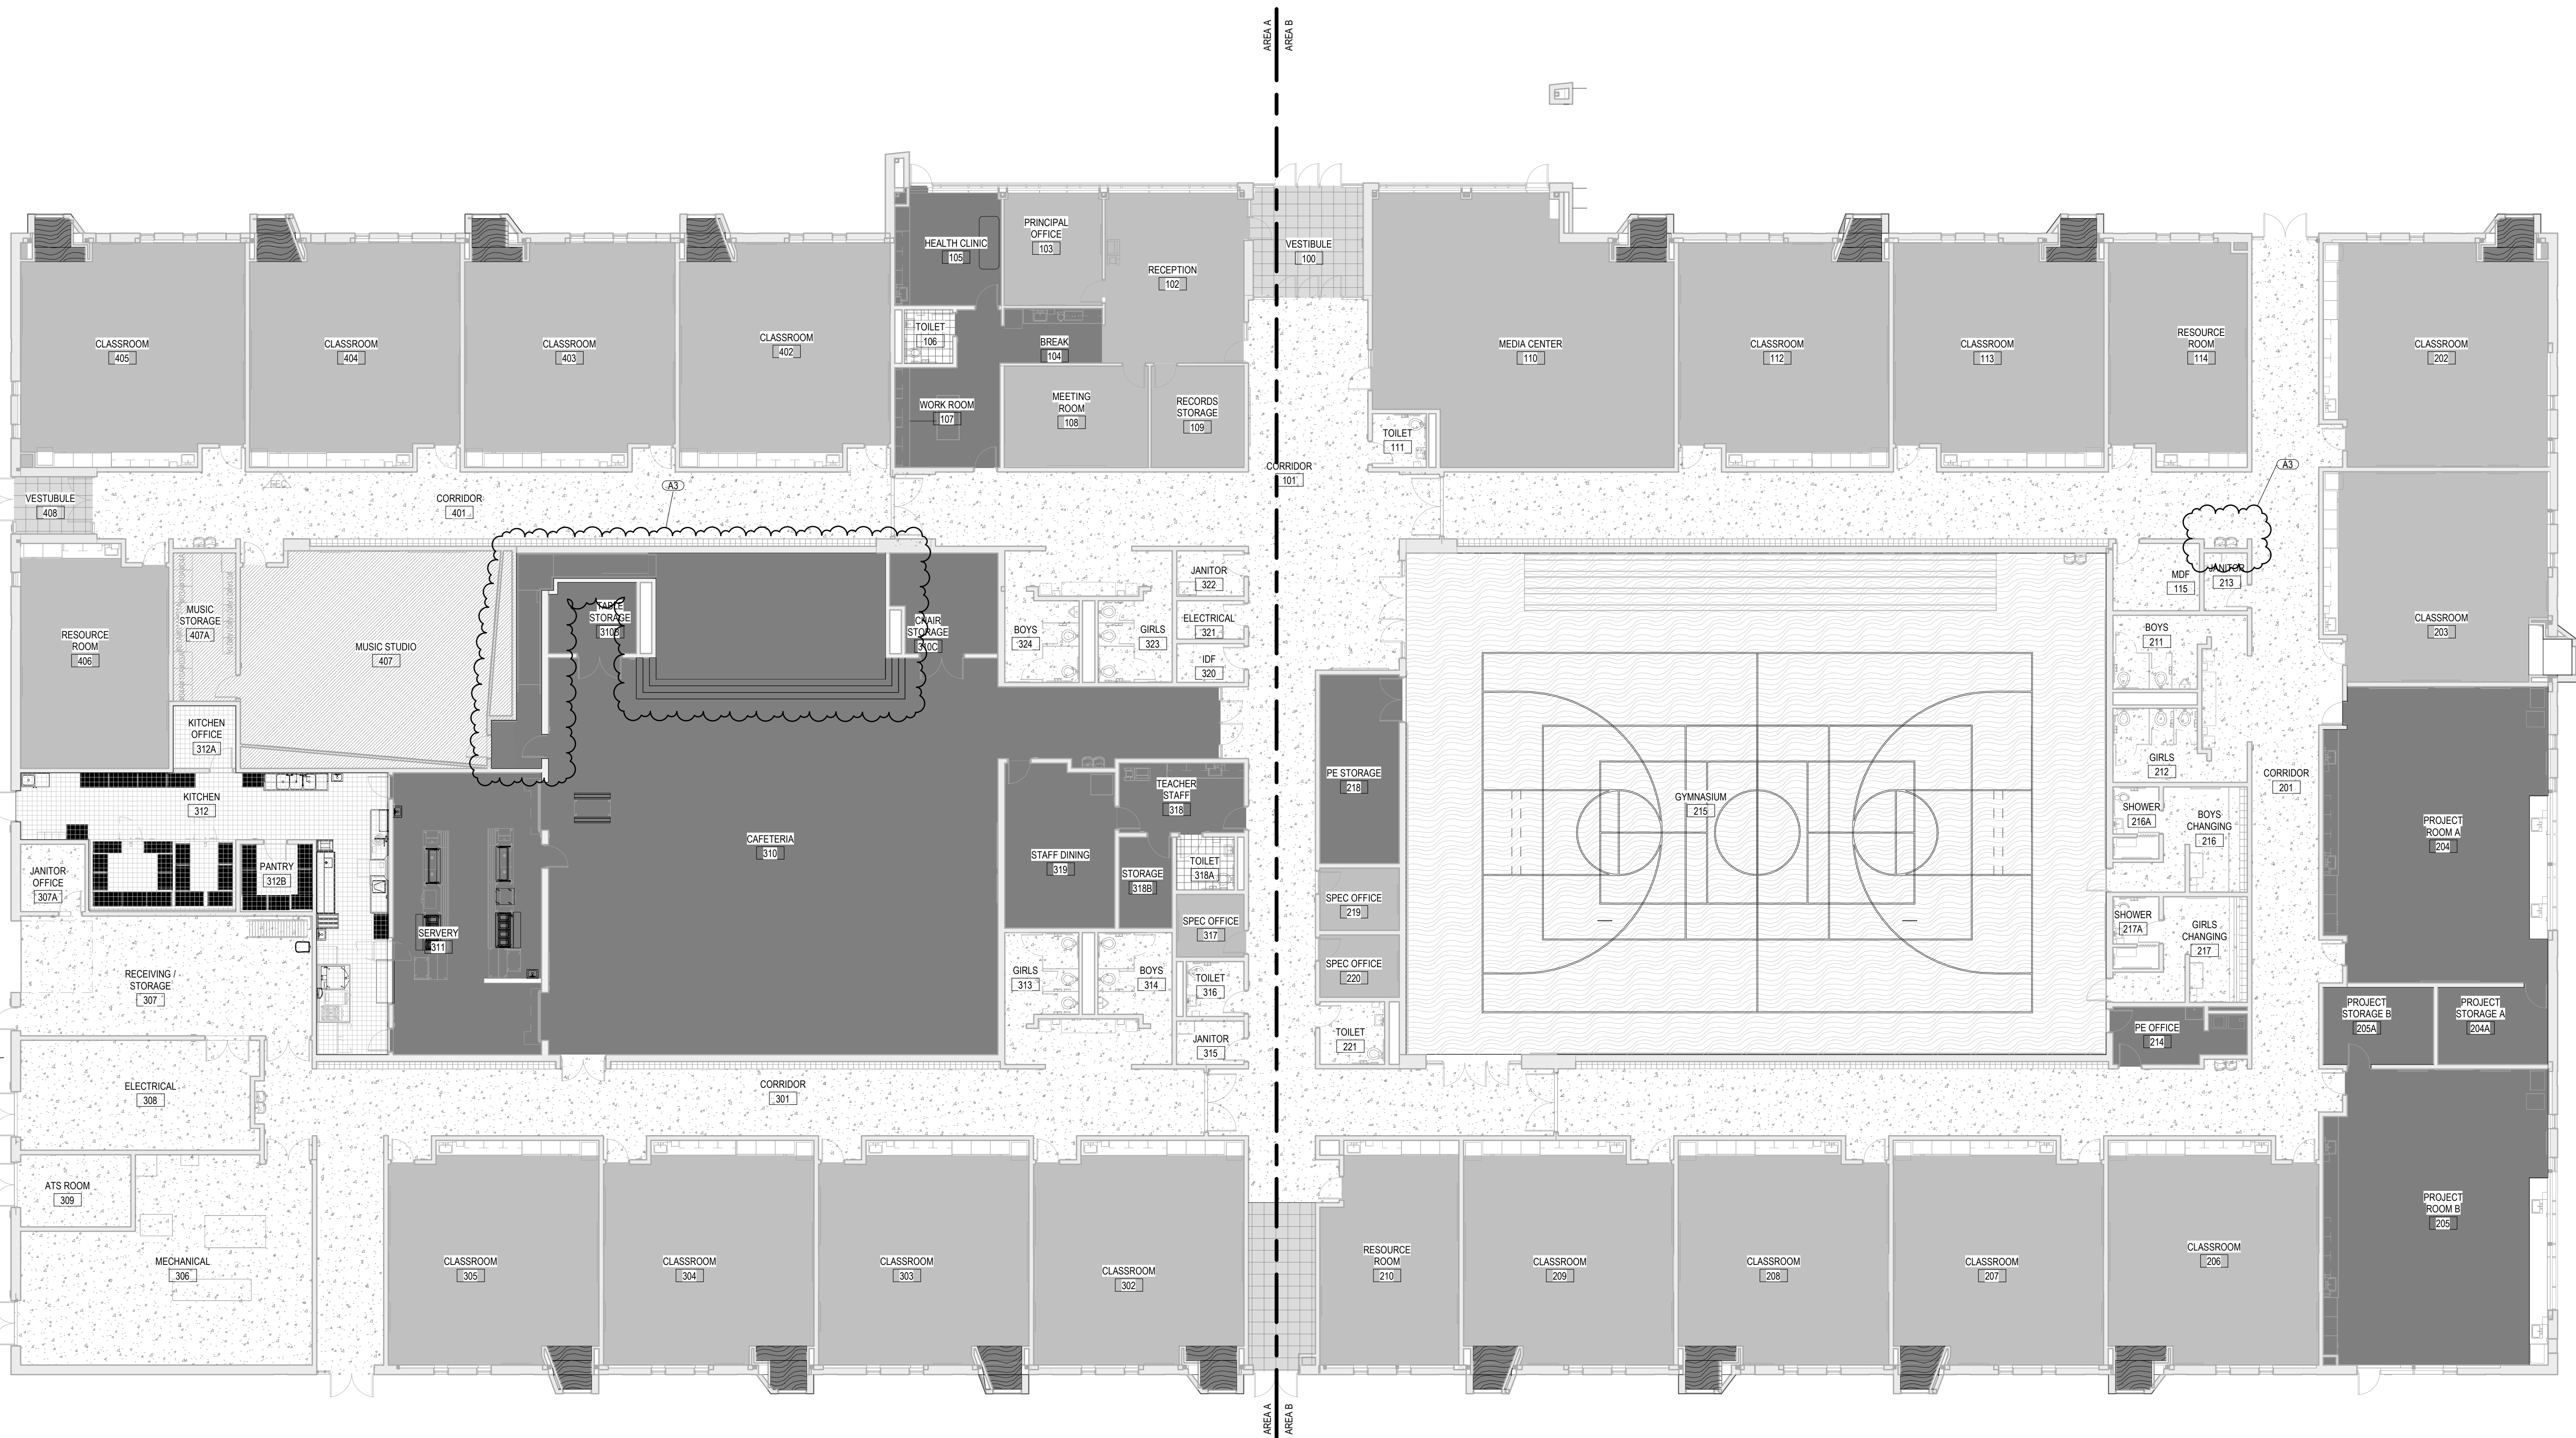 AREA A
AREA B
PRINCIPAL
OFFICE
103
HEALTH CLINIC
105
VESTIBULE
100
RECEPTION
102
TOILET
106
BREAK
104
CLASSROOM
405
CLASSROOM
404
CLASSROOM
403
CLASSROOM
402
MEDIA CENTER
110
CLASSROOM
112
CLASSROOM
113
RESOURCE
ROOM
114
CLASSROOM
202
WORK ROOM
107
MEETING
ROOM
108
RECORDS
STORAGE
109
TOILET
111
CORRIDOR
101
A3
A3
REC
VESTUBULE
408
CORRIDOR
401
JANITOR
322
MDF
115
JANITOR
213
MUSIC
STORAGE
407A
TABLE
STORAGE
310B
CHAIR
STORAGE
310C
ELECTRICAL
321
BOYS
324
GIRLS
323
IDF
320
BOYS
211
CLASSROOM
203
RESOURCE
ROOM
406
MUSIC STUDIO
407
KITCHEN
OFFICE
312A
GIRLS
212
CORRIDOR
201
PE STORAGE
218
KITCHEN
312
TEACHER
STAFF
318
GYMNASIUM
215
SHOWER
216A
BOYS
CHANGING
216
PROJECT
ROOM A
204
CAFETERIA
310
STAFF DINING
319
TOILET
318A
STORAGE
318B
PANTRY
312B
JANITOR
OFFICE
307A
SPEC OFFICE
219
SPEC OFFICE
317
SHOWER
217A
GIRLS
CHANGING
217
SERVERY
311
RECEIVING /
STORAGE
307
GIRLS
313
BOYS
314
TOILET
316
SPEC OFFICE
220
PROJECT
STORAGE B
205A
PROJECT
STORAGE A
204A
JANITOR
315
TOILET
221
PE OFFICE
214
ELECTRICAL
308
CORRIDOR
301
ATS ROOM
309
MECHANICAL
306
CLASSROOM
305
CLASSROOM
304
CLASSROOM
303
CLASSROOM
302
RESOURCE
ROOM
210
CLASSROOM
209
CLASSROOM
208
CLASSROOM
207
CLASSROOM
206
PROJECT
ROOM B
205
AREA A
AREA B